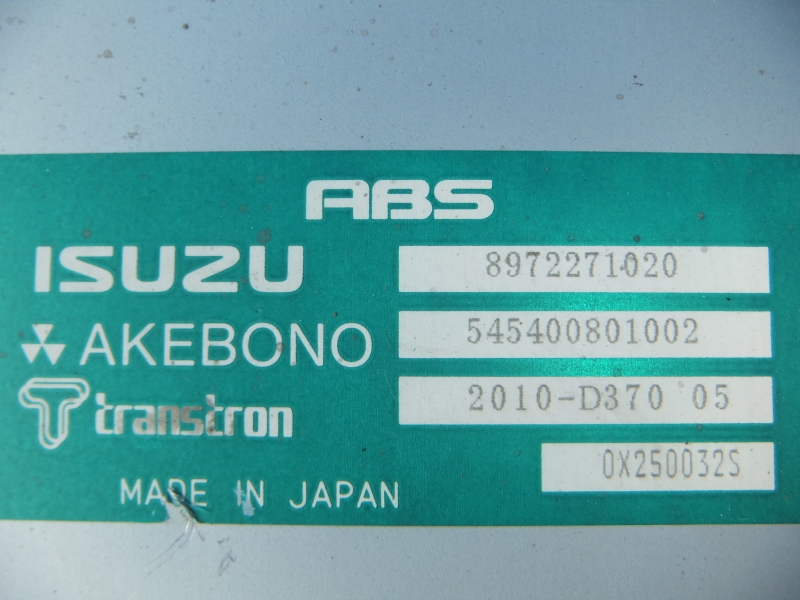 ABS
ISUZU 8972271020
AKEBONO 545400801002
transtron 2010-D370 05
0X250032S
MADE IN JAPAN